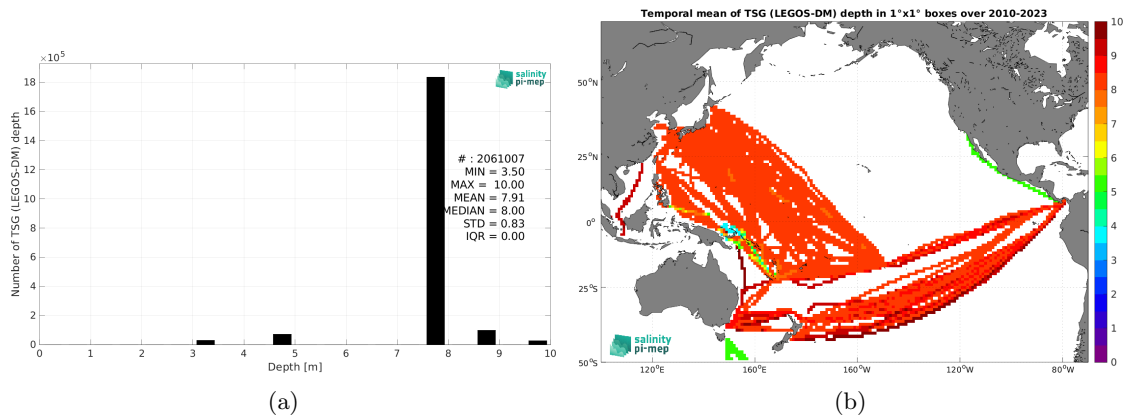 ×10⁵
18
16
14
12
10
8
6
4
2
0
Number of TSG (LEGOS-DM) depth
salinity
pi-mep
# : 2061007
MIN = 3.50
MAX = 10.00
MEAN = 7.91
MEDIAN = 8.00
STD = 0.83
IQR = 0.00
0 1 2 3 4 5 6 7 8 9 10
Depth [m]
(a)
Temporal mean of TSG (LEGOS-DM) depth in 1°x1° boxes over 2010-2023
50°N
25°N
0°
25°S
50°S
salinity
pi-mep
120°E 160°E 160°W 120°W 80°W
10
9
8
7
6
5
4
3
2
1
0
(b)